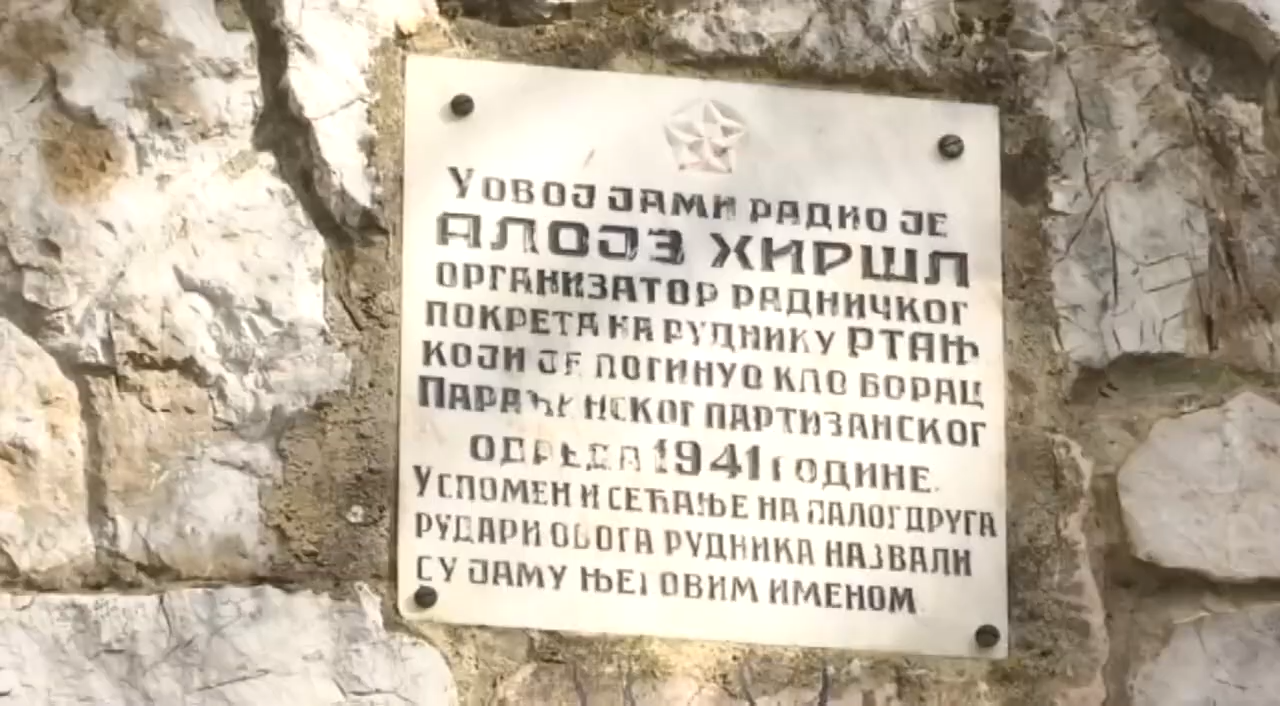 У ОВОЈ ЈАМИ РАДИО ЈЕ
АЛОЈЗ ХИРШЛ
ОРГАНИЗАТОР РАДНИЧКОГ
ПОКРЕТА НА РУДНИКУ РТАЊ
КОЈИ ЈЕ ПОГИНУО КАО БОРАЦ
ПАРАЋИНСКОГ ПАРТИЗАНСКОГ
ОДРЕДА 1941 ГОДИНЕ.
УСПОМЕН И СЕЋАЊЕ НА ПАЛОГ ДРУГА
РУДАРИ ОВОГА РУДНИКА НАЗВАЛИ
СУ ЈАМУ ЊЕГОВИМ ИМЕНОМ